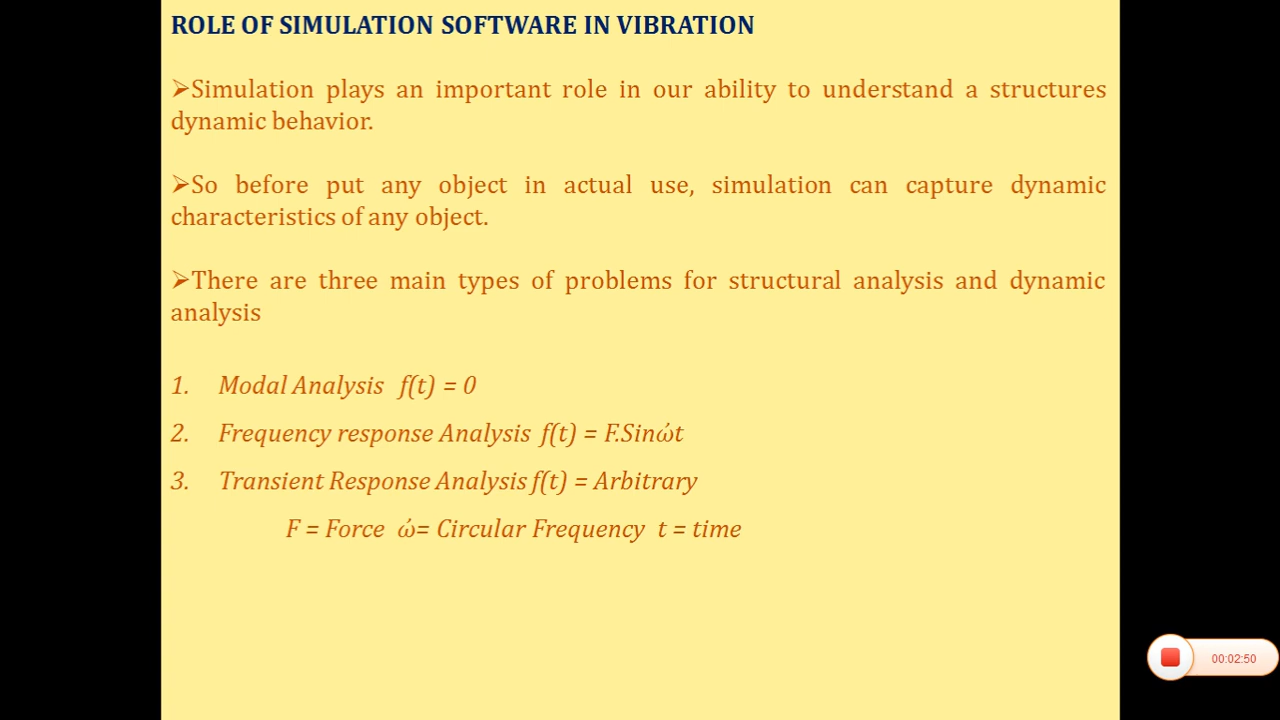 ROLE OF SIMULATION SOFTWARE IN VIBRATION
➢Simulation plays an important role in our ability to understand a structures
dynamic behavior.
➢So before put any object in actual use, simulation can capture dynamic
characteristics of any object.
➢There are three main types of problems for structural analysis and dynamic
analysis
1. Modal Analysis f(t) = 0
2. Frequency response Analysis f(t) = F.Sinώt
3. Transient Response Analysis f(t) = Arbitrary
F = Force ώ= Circular Frequency t = time
00:02:50